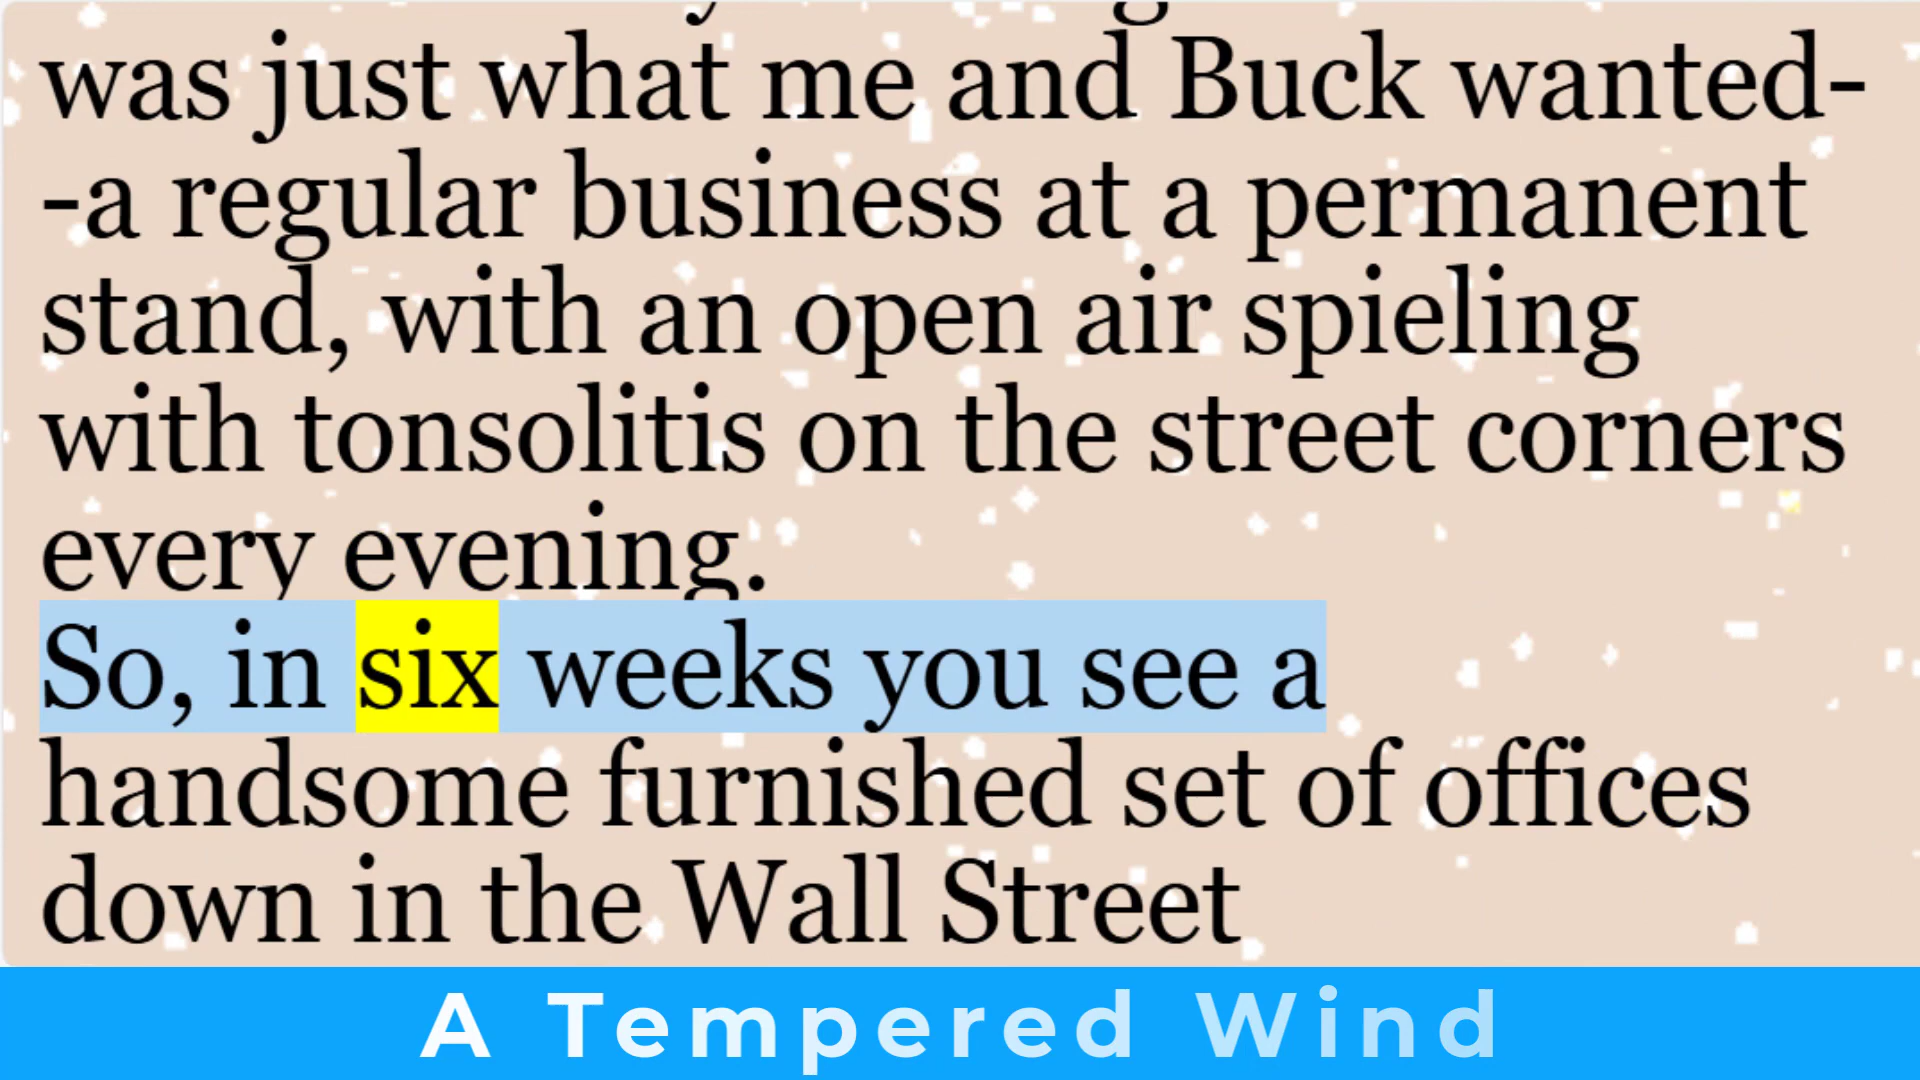 was just what me and Buck wanted-
-a regular business at a permanent
stand, with an open air spieling
with tonsolitis on the street corners
every evening.
So, in six weeks you see a
handsome furnished set of offices
down in the Wall Street
A Tempered Wind